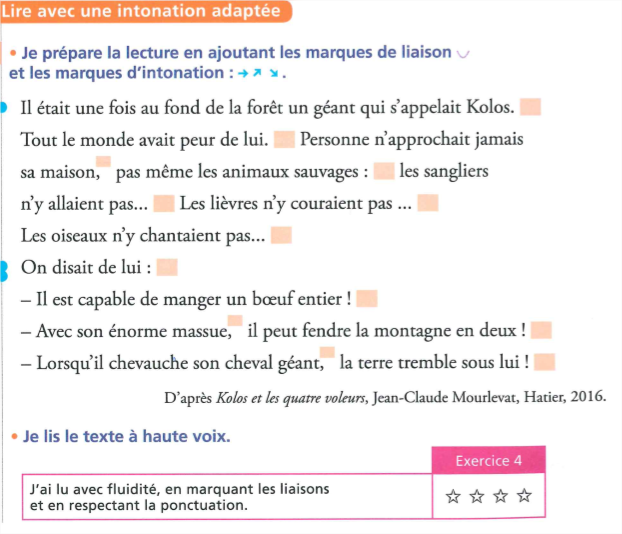 Lire avec une intonation adaptée
• Je prépare la lecture en ajoutant les marques de liaison ‿
et les marques d'intonation : → ↗ ↘ .
Il était une fois au fond de la forêt un géant qui s'appelait Kolos.
Tout le monde avait peur de lui. Personne n'approchait jamais
sa maison, pas même les animaux sauvages : les sangliers
n'y allaient pas... Les lièvres n'y couraient pas ...
Les oiseaux n'y chantaient pas...
On disait de lui :
– Il est capable de manger un bœuf entier !
– Avec son énorme massue, il peut fendre la montagne en deux !
– Lorsqu'il chevauche son cheval géant, la terre tremble sous lui !
D'après Kolos et les quatre voleurs, Jean-Claude Mourlevat, Hatier, 2016.
• Je lis le texte à haute voix.
Exercice 4
J'ai lu avec fluidité, en marquant les liaisons
et en respectant la ponctuation.
☆ ☆ ☆ ☆